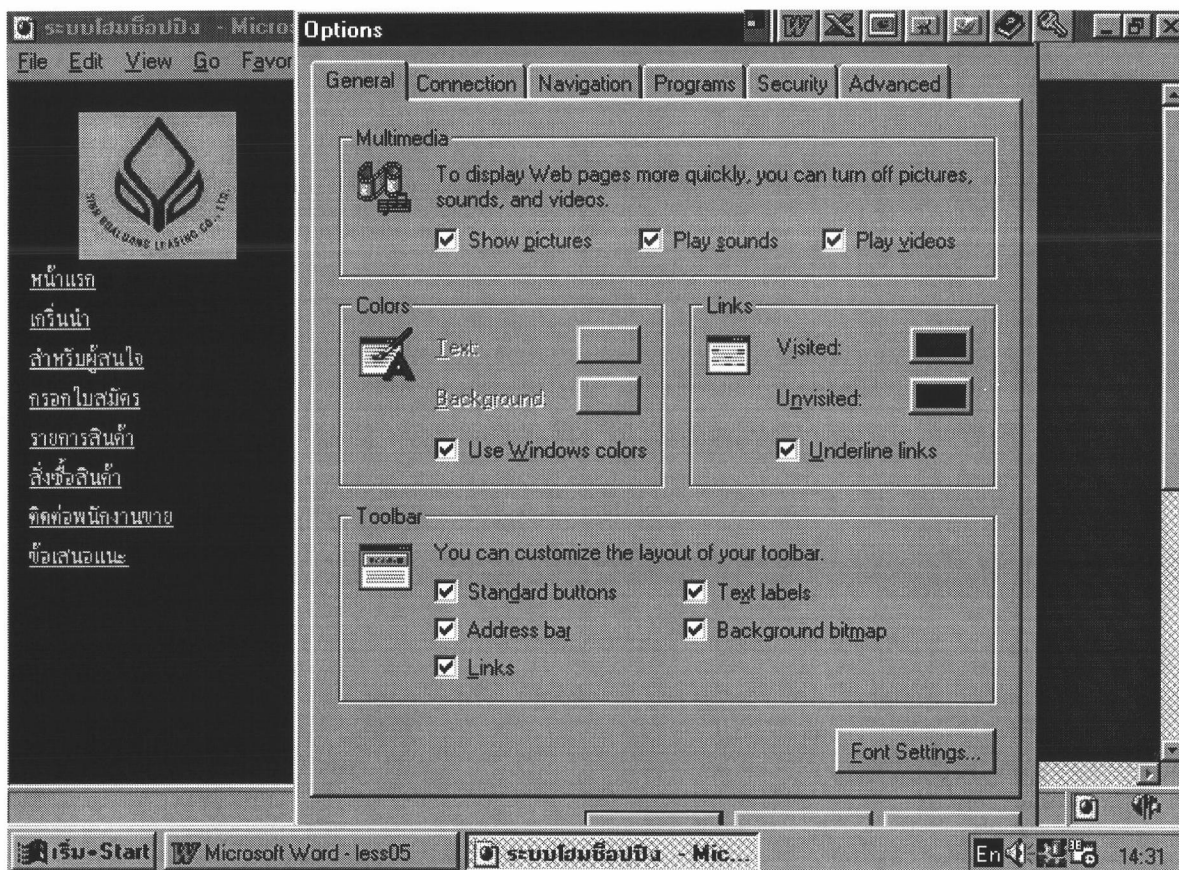 ระบบโฮมช็อปปิง - Micros
Options
File Edit View Go Favor
General Connection Navigation Programs Security Advanced
SIAM BUALUANG LEASING CO., LTD.
หน้าแรก
เกริ่นนำ
สำหรับผู้สนใจ
กรอกใบสมัคร
รายการสินค้า
สั่งซื้อสินค้า
ติดต่อพนักงานขาย
ข้อเสนอแนะ
Multimedia
To display Web pages more quickly, you can turn off pictures,
sounds, and videos.
Show pictures Play sounds Play videos
Colors
Text:
Background:
Use Windows colors
Links
Visited:
Unvisited:
Underline links
Toolbar
You can customize the layout of your toolbar.
Standard buttons Text labels
Address bar Background bitmap
Links
Font Settings...
เริ่ม-Start Microsoft Word - less05 ระบบโฮมช็อปปิง - Mic... En 14:31